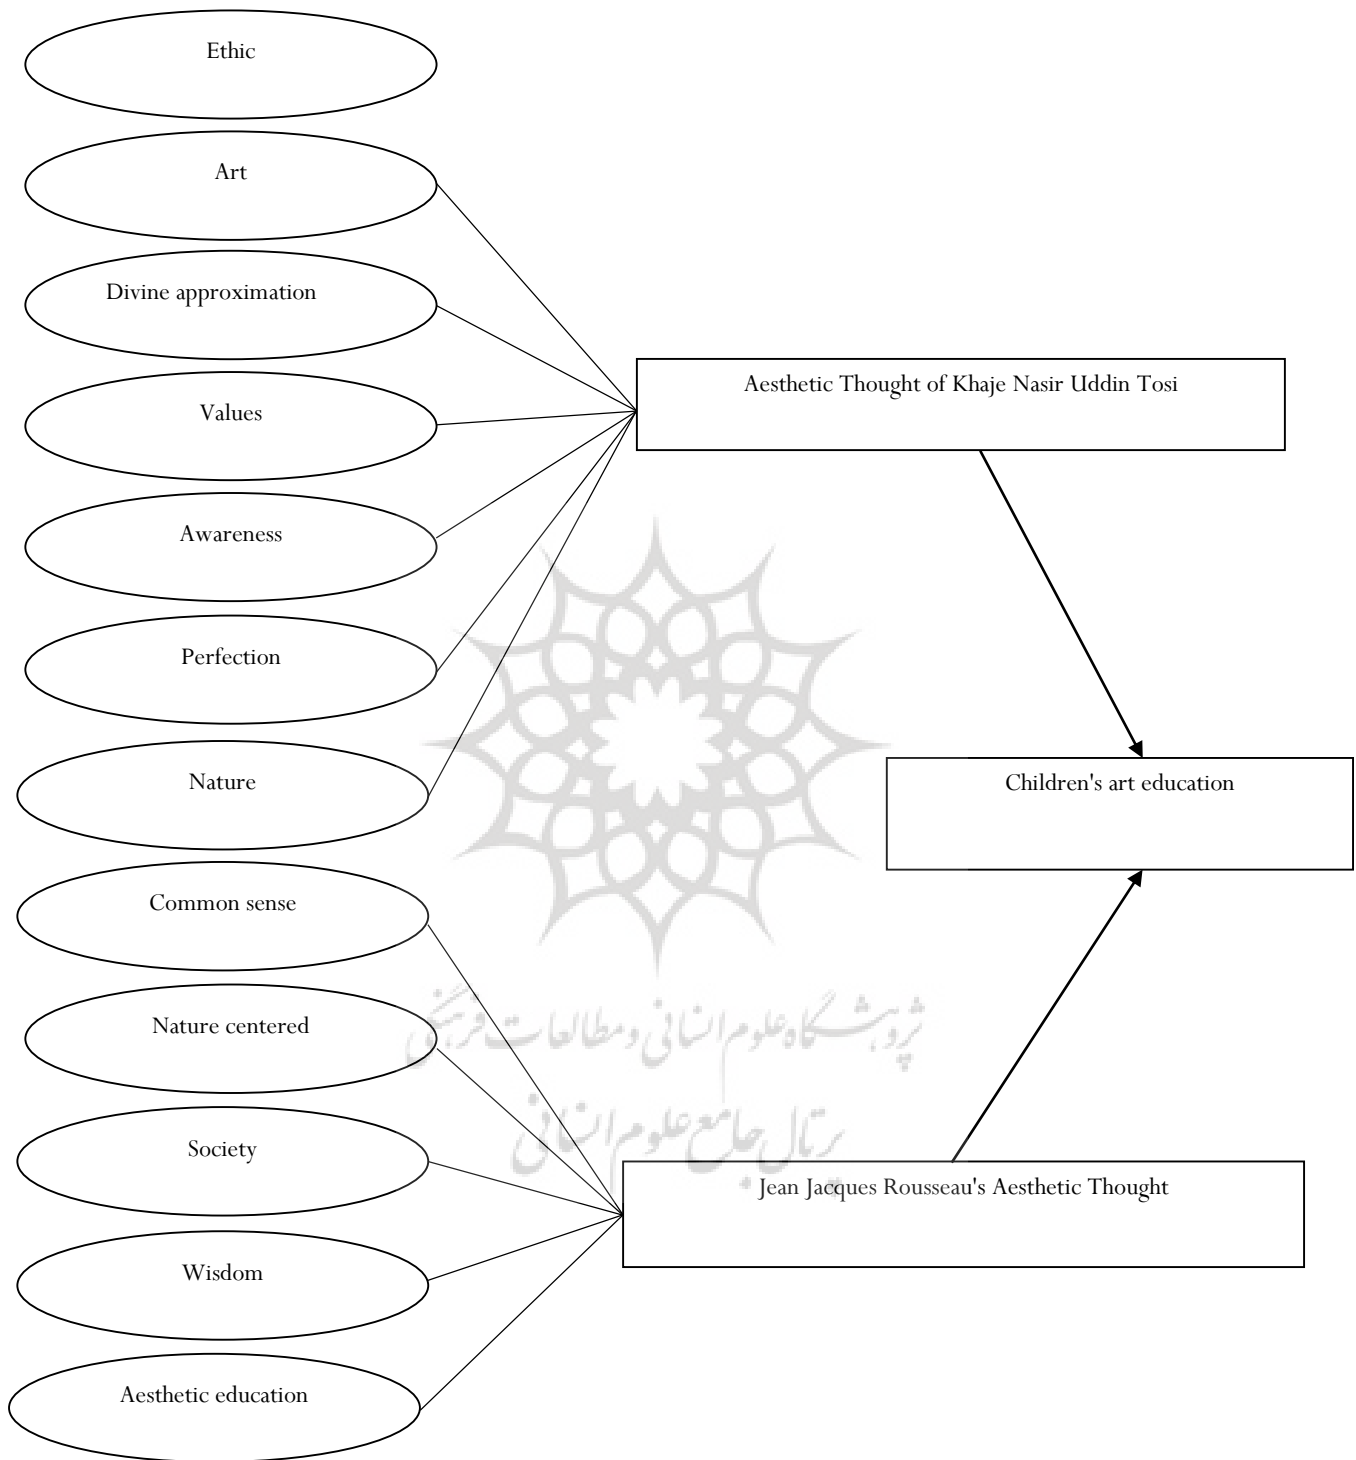 Ethic
Art
Divine approximation
Values
Awareness
Perfection
Nature
Common sense
Nature centered
Society
Wisdom
Aesthetic education
Aesthetic Thought of Khaje Nasir Uddin Tosi
Children's art education
Jean Jacques Rousseau's Aesthetic Thought
پژوهشگاه علوم انسانی و مطالعات فرهنگی
پرتال جامع علوم انسانی